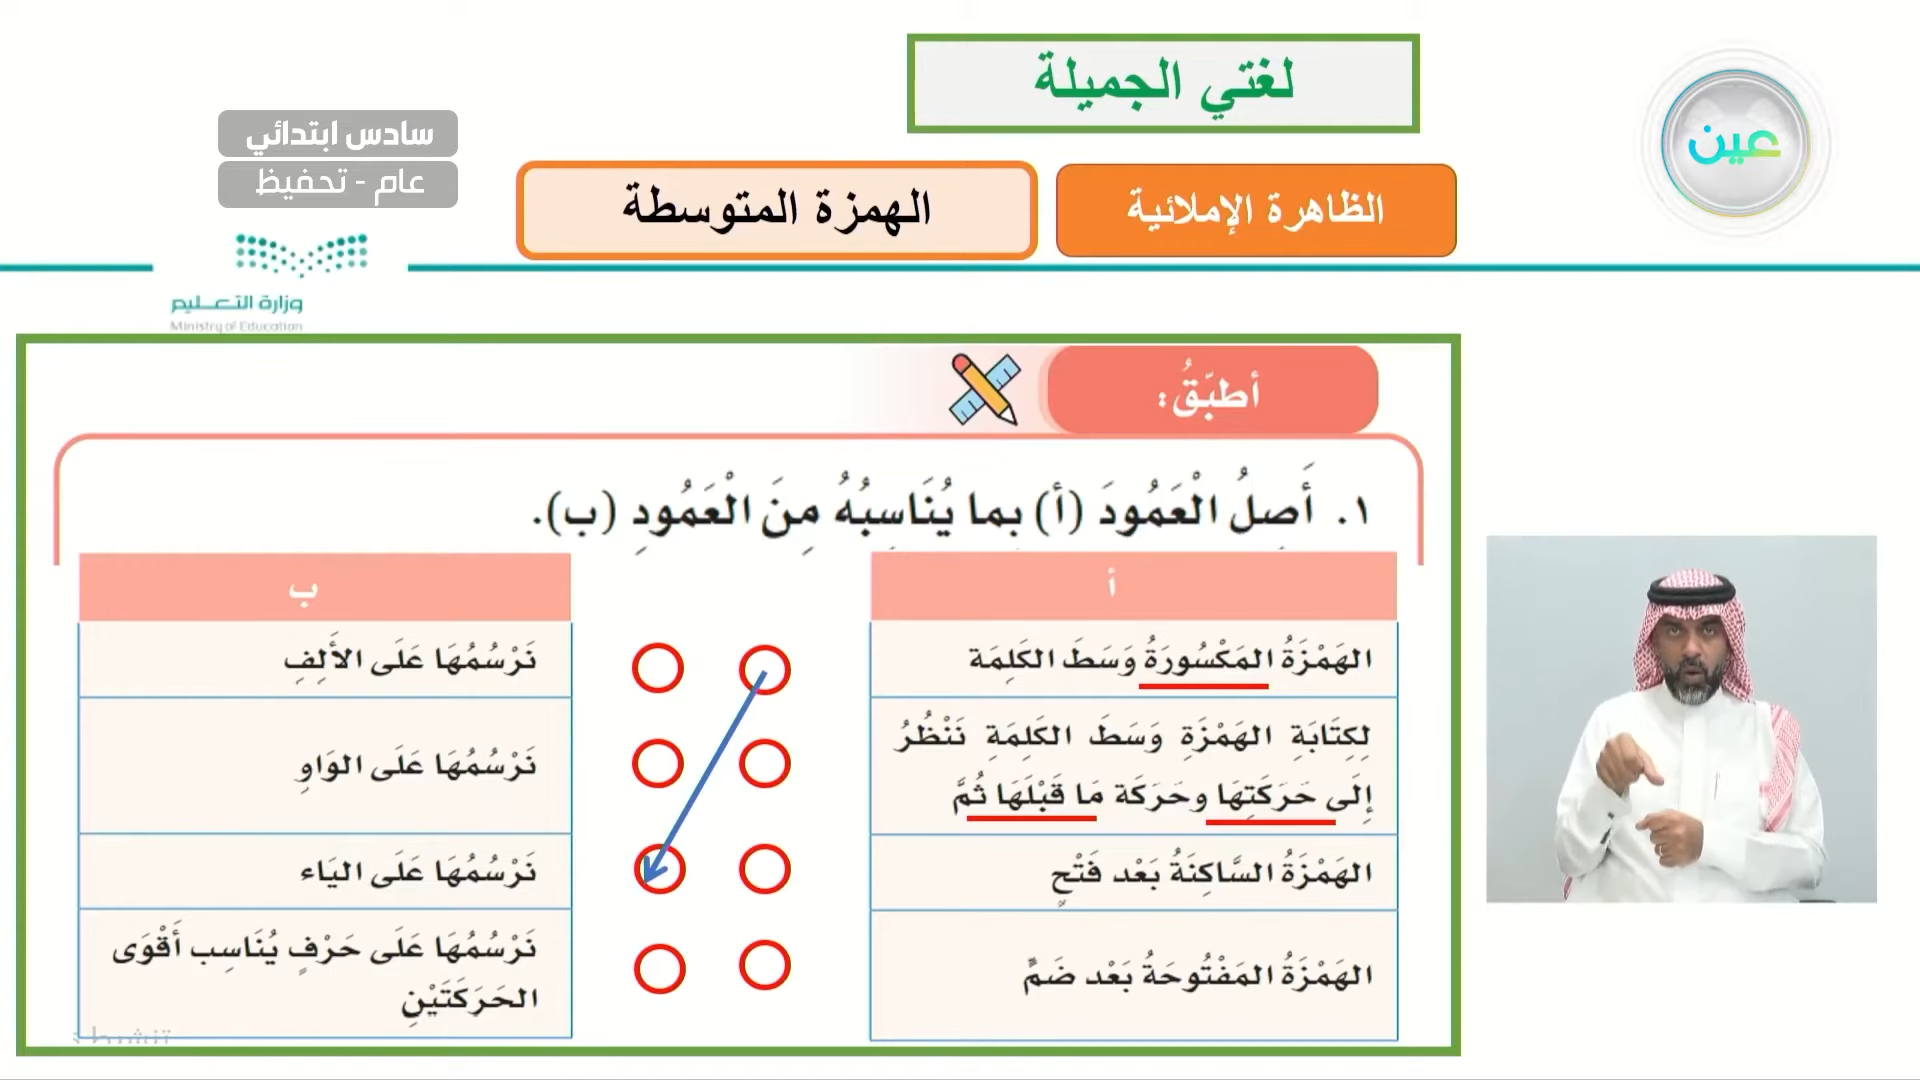 لغتي الجميلة
عين
سادس ابتدائي
عام - تحفيظ
الظاهرة الإملائية
الهمزة المتوسطة
وزارة التعليم
Ministry of Education
أطبّقُ:
١. أَصِلُ الْعَمُودَ (أ) بِما يُنَاسِبُهُ مِنَ الْعَمُودِ (ب).
أ
ب
الهَمْزَةُ المَكْسُورَةُ وَسَطَ الكَلِمَة
نَرْسُمُهَا عَلَى الأَلِفِ
لِكِتَابَةِ الهَمْزَةِ وَسَطَ الكَلِمَةِ نَنْظُرُ
إِلَى حَرَكَتِهَا وحَرَكَة مَا قَبْلَهَا ثُمَّ
نَرْسُمُهَا عَلَى الوَاوِ
الهَمْزَةُ السَّاكِنَةُ بَعْد فَتْحٍ
نَرْسُمُهَا عَلَى اليَاء
الهَمْزَةُ المَفْتُوحَةُ بَعْد ضَمٍّ
نَرْسُمُهَا عَلَى حَرْفٍ يُنَاسِب أَقْوَى
الحَرَكَتَيْنِ